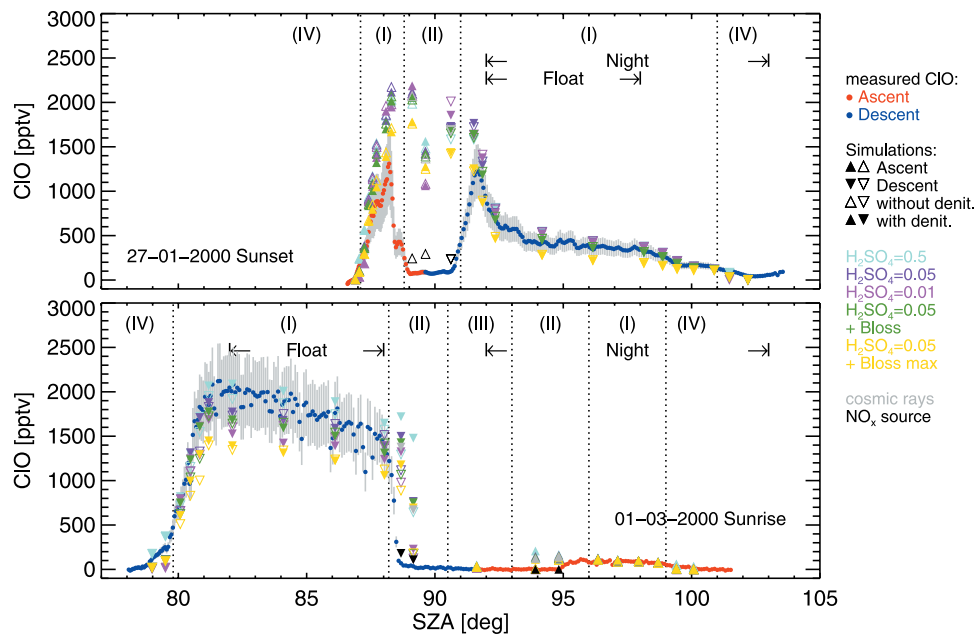 3000
2500
2000
1500
1000
500
0
ClO [pptv]
(IV) (I) (II) (I) (IV)
Night
Float
27–01–2000 Sunset
3000
2500
2000
1500
1000
500
0
ClO [pptv]
(IV) (I) (II) (III) (II) (I) (IV)
Float Night
01–03–2000 Sunrise
80 85 90 95 100 105
SZA [deg]
measured ClO:
Ascent
Descent
Simulations:
Ascent
Descent
without denit.
with denit.
H₂SO₄=0.5
H₂SO₄=0.05
H₂SO₄=0.01
H₂SO₄=0.05
+ Bloss
H₂SO₄=0.05
+ Bloss max
cosmic rays
NOₓ source